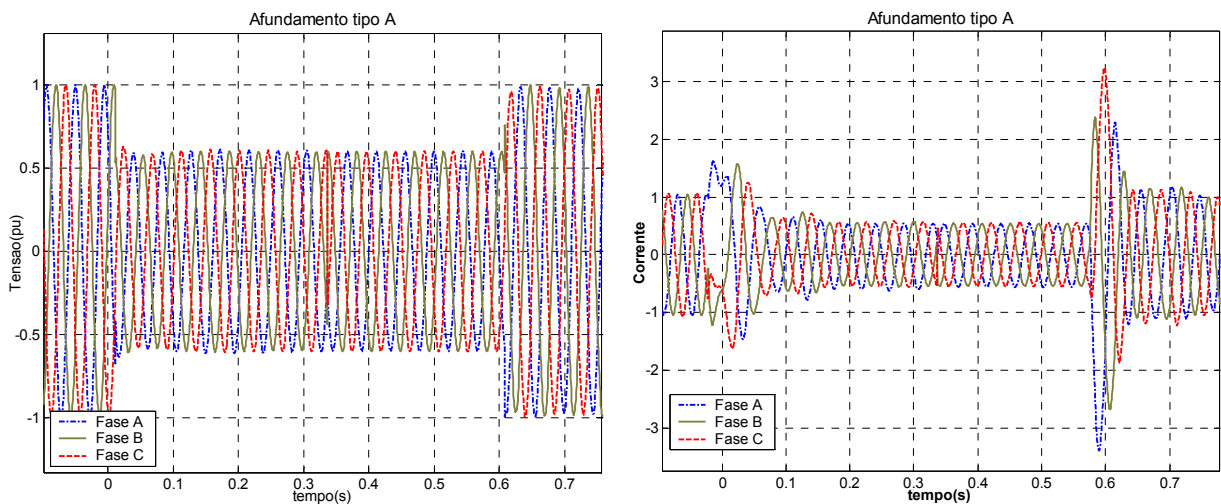 Afundamento tipo A
Tensao(pu)
1
0.5
0
-0.5
-1
Fase A
Fase B
Fase C
0
0.1
0.2
0.3
0.4
0.5
0.6
0.7
tempo(s)
Afundamento tipo A
Corrente
3
2
1
0
-1
-2
-3
Fase A
Fase B
Fase C
0
0.1
0.2
0.3
0.4
0.5
0.6
0.7
tempo(s)